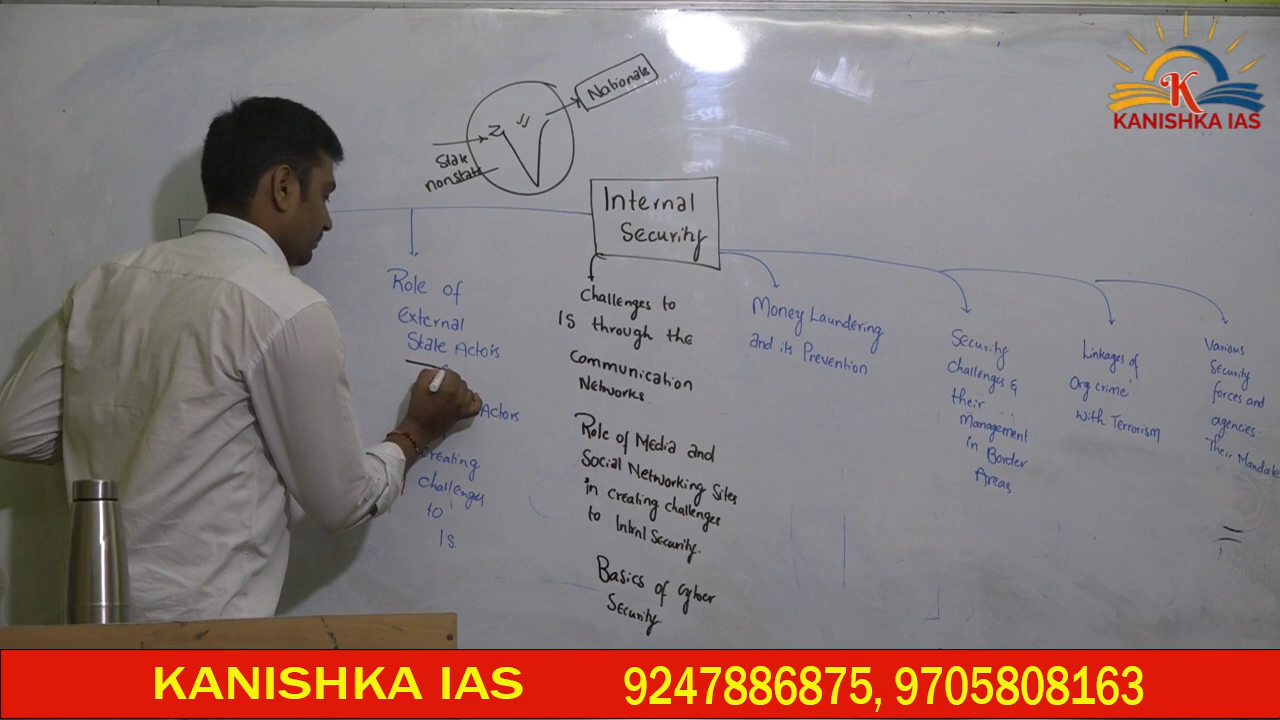 Nationals
State
nonstate
Internal
Security
Role of
External
State Actors
Actors
creating
challenges
to
IS
challenges to
IS through the
communication
Networks
Role of Media and
Social Networking Sites
in creating challenges
to Intrnl Security.
Basics of cyber
Security
Money Laundering
and its Prevention
Security
challenges &
their
Management
in Border
Areas
Linkages of
Org crime
with Terrorism
Various
Security
forces and
agencies.
Their Mandate
K
KANISHKA IAS
KANISHKA IAS 9247886875, 9705808163